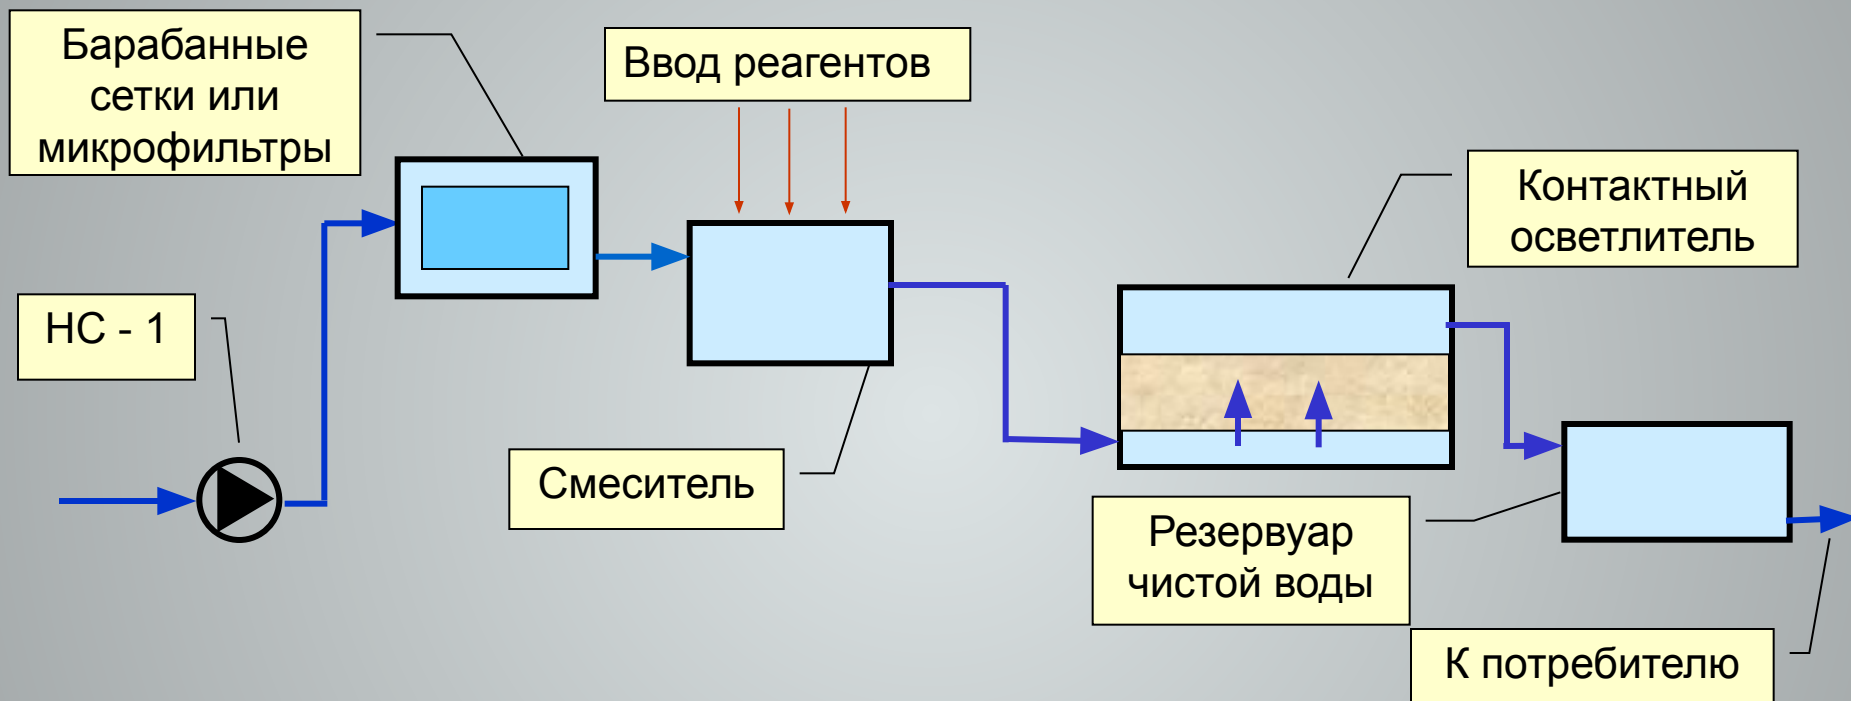 Барабанные
сетки или
микрофильтры
Ввод реагентов
Контактный
осветлитель
НС - 1
Смеситель
Резервуар
чистой воды
К потребителю